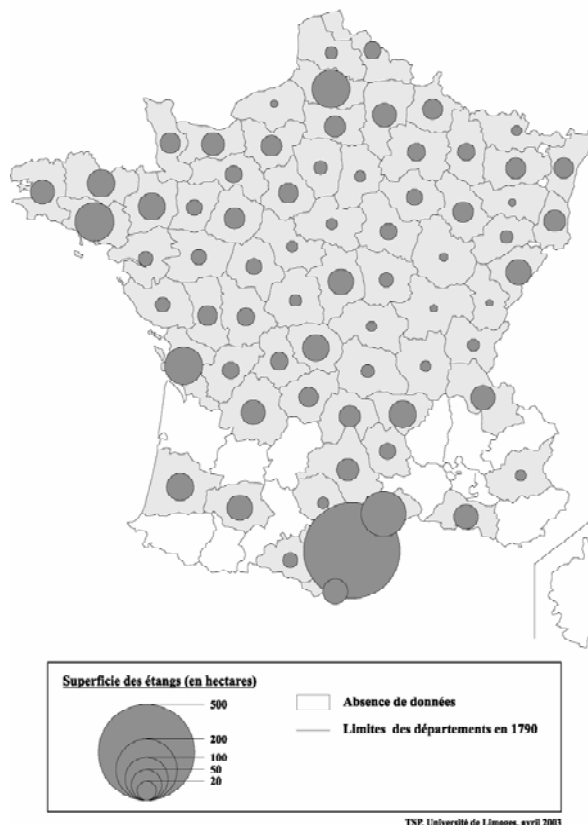 Superficie des étangs (en hectares)
500
200
100
50
20
Absence de données
Limites des départements en 1790
TSP, Université de Limoges, avril 2003